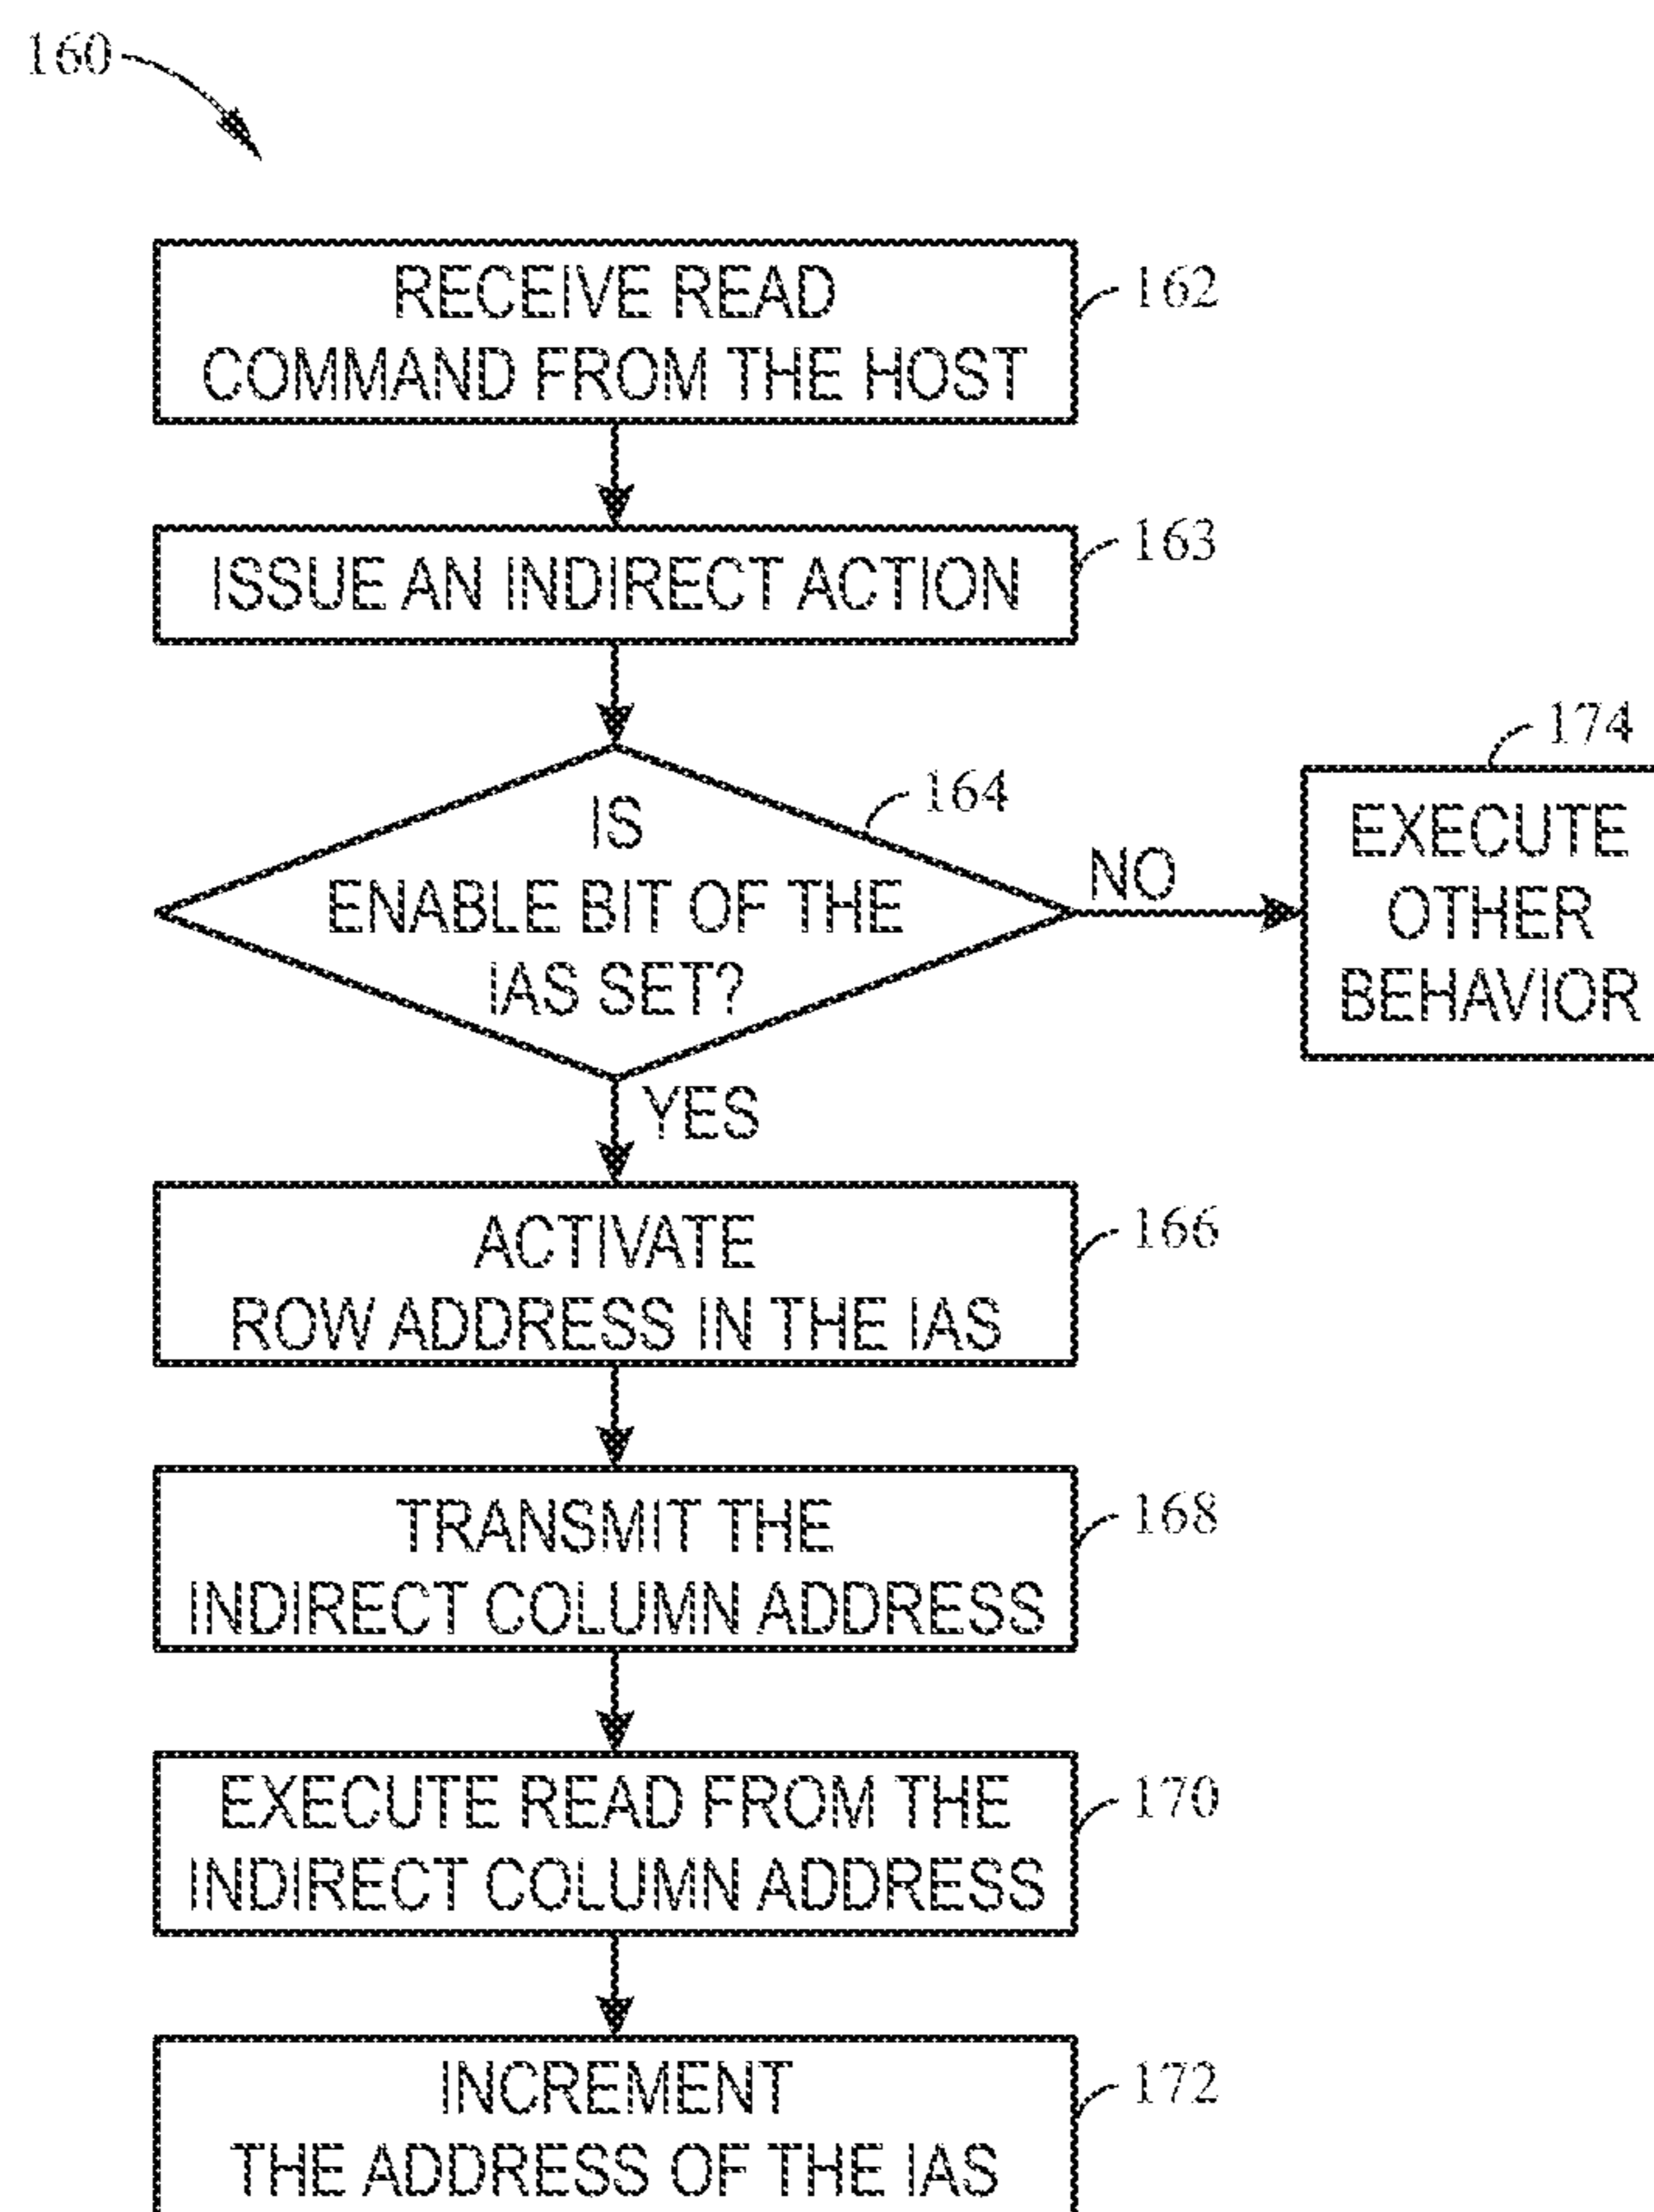 160
RECEIVE READ
COMMAND FROM THE HOST
162
ISSUE AN INDIRECT ACTION
163
IS
ENABLE BIT OF THE
IAS SET?
164
NO
174
EXECUTE
OTHER
BEHAVIOR
YES
ACTIVATE
ROW ADDRESS IN THE IAS
166
TRANSMIT THE
INDIRECT COLUMN ADDRESS
168
EXECUTE READ FROM THE
INDIRECT COLUMN ADDRESS
170
INCREMENT
THE ADDRESS OF THE IAS
172